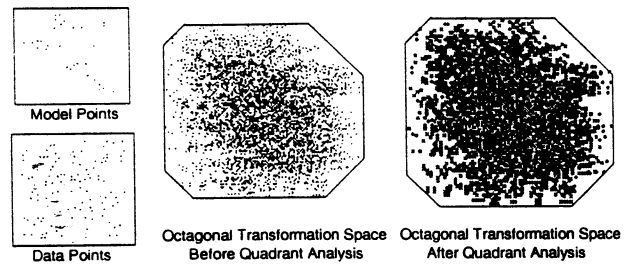 Model Points
Data Points
Octagonal Transformation Space
Before Quadrant Analysis
Octagonal Transformation Space
After Quadrant Analysis